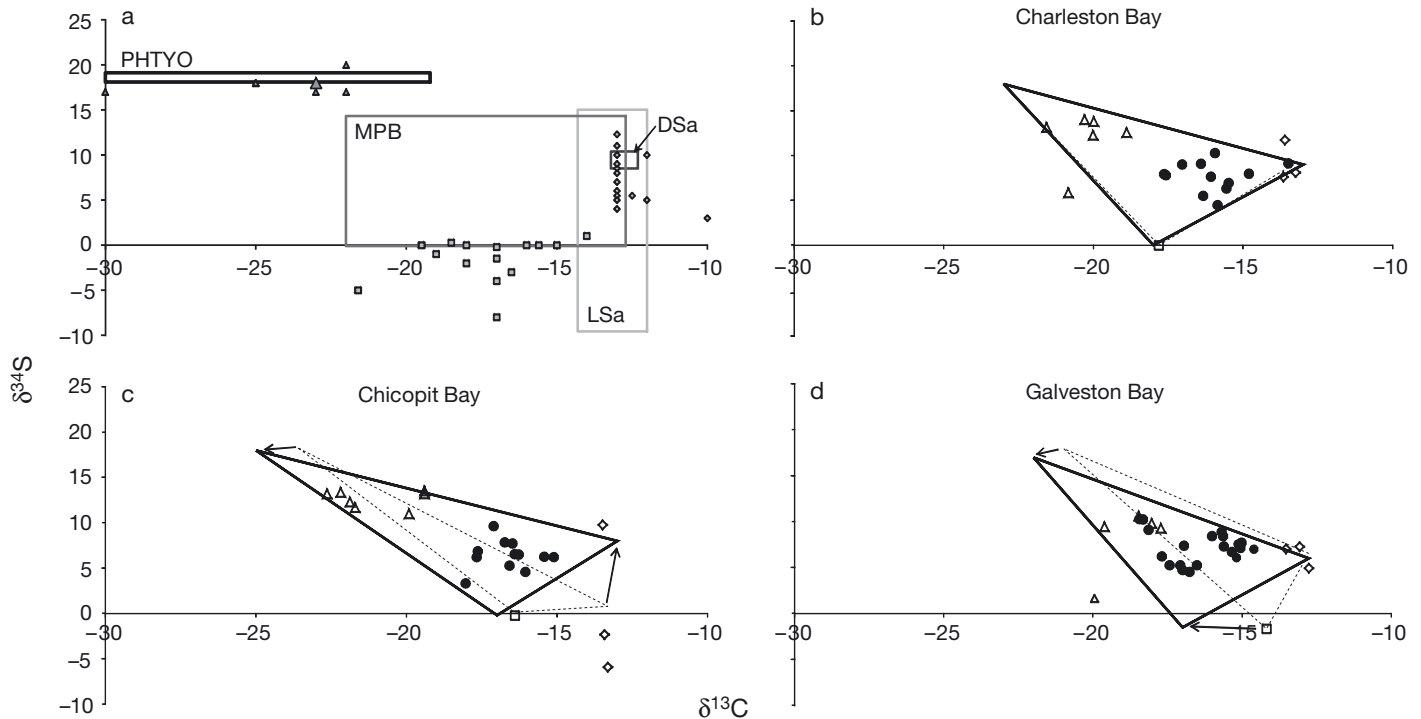 a
25
20
15
10
5
0
−5
−10
−30
−25
−20
−15
−10
PHTYO
MPB
DSa
LSa
b
Charleston Bay
−30
−25
−20
−15
−10
c
Chicopit Bay
25
20
15
10
5
0
−5
−10
−30
−25
−20
−15
−10
d
Galveston Bay
−30
−25
−20
−15
−10
δ34S
δ13C